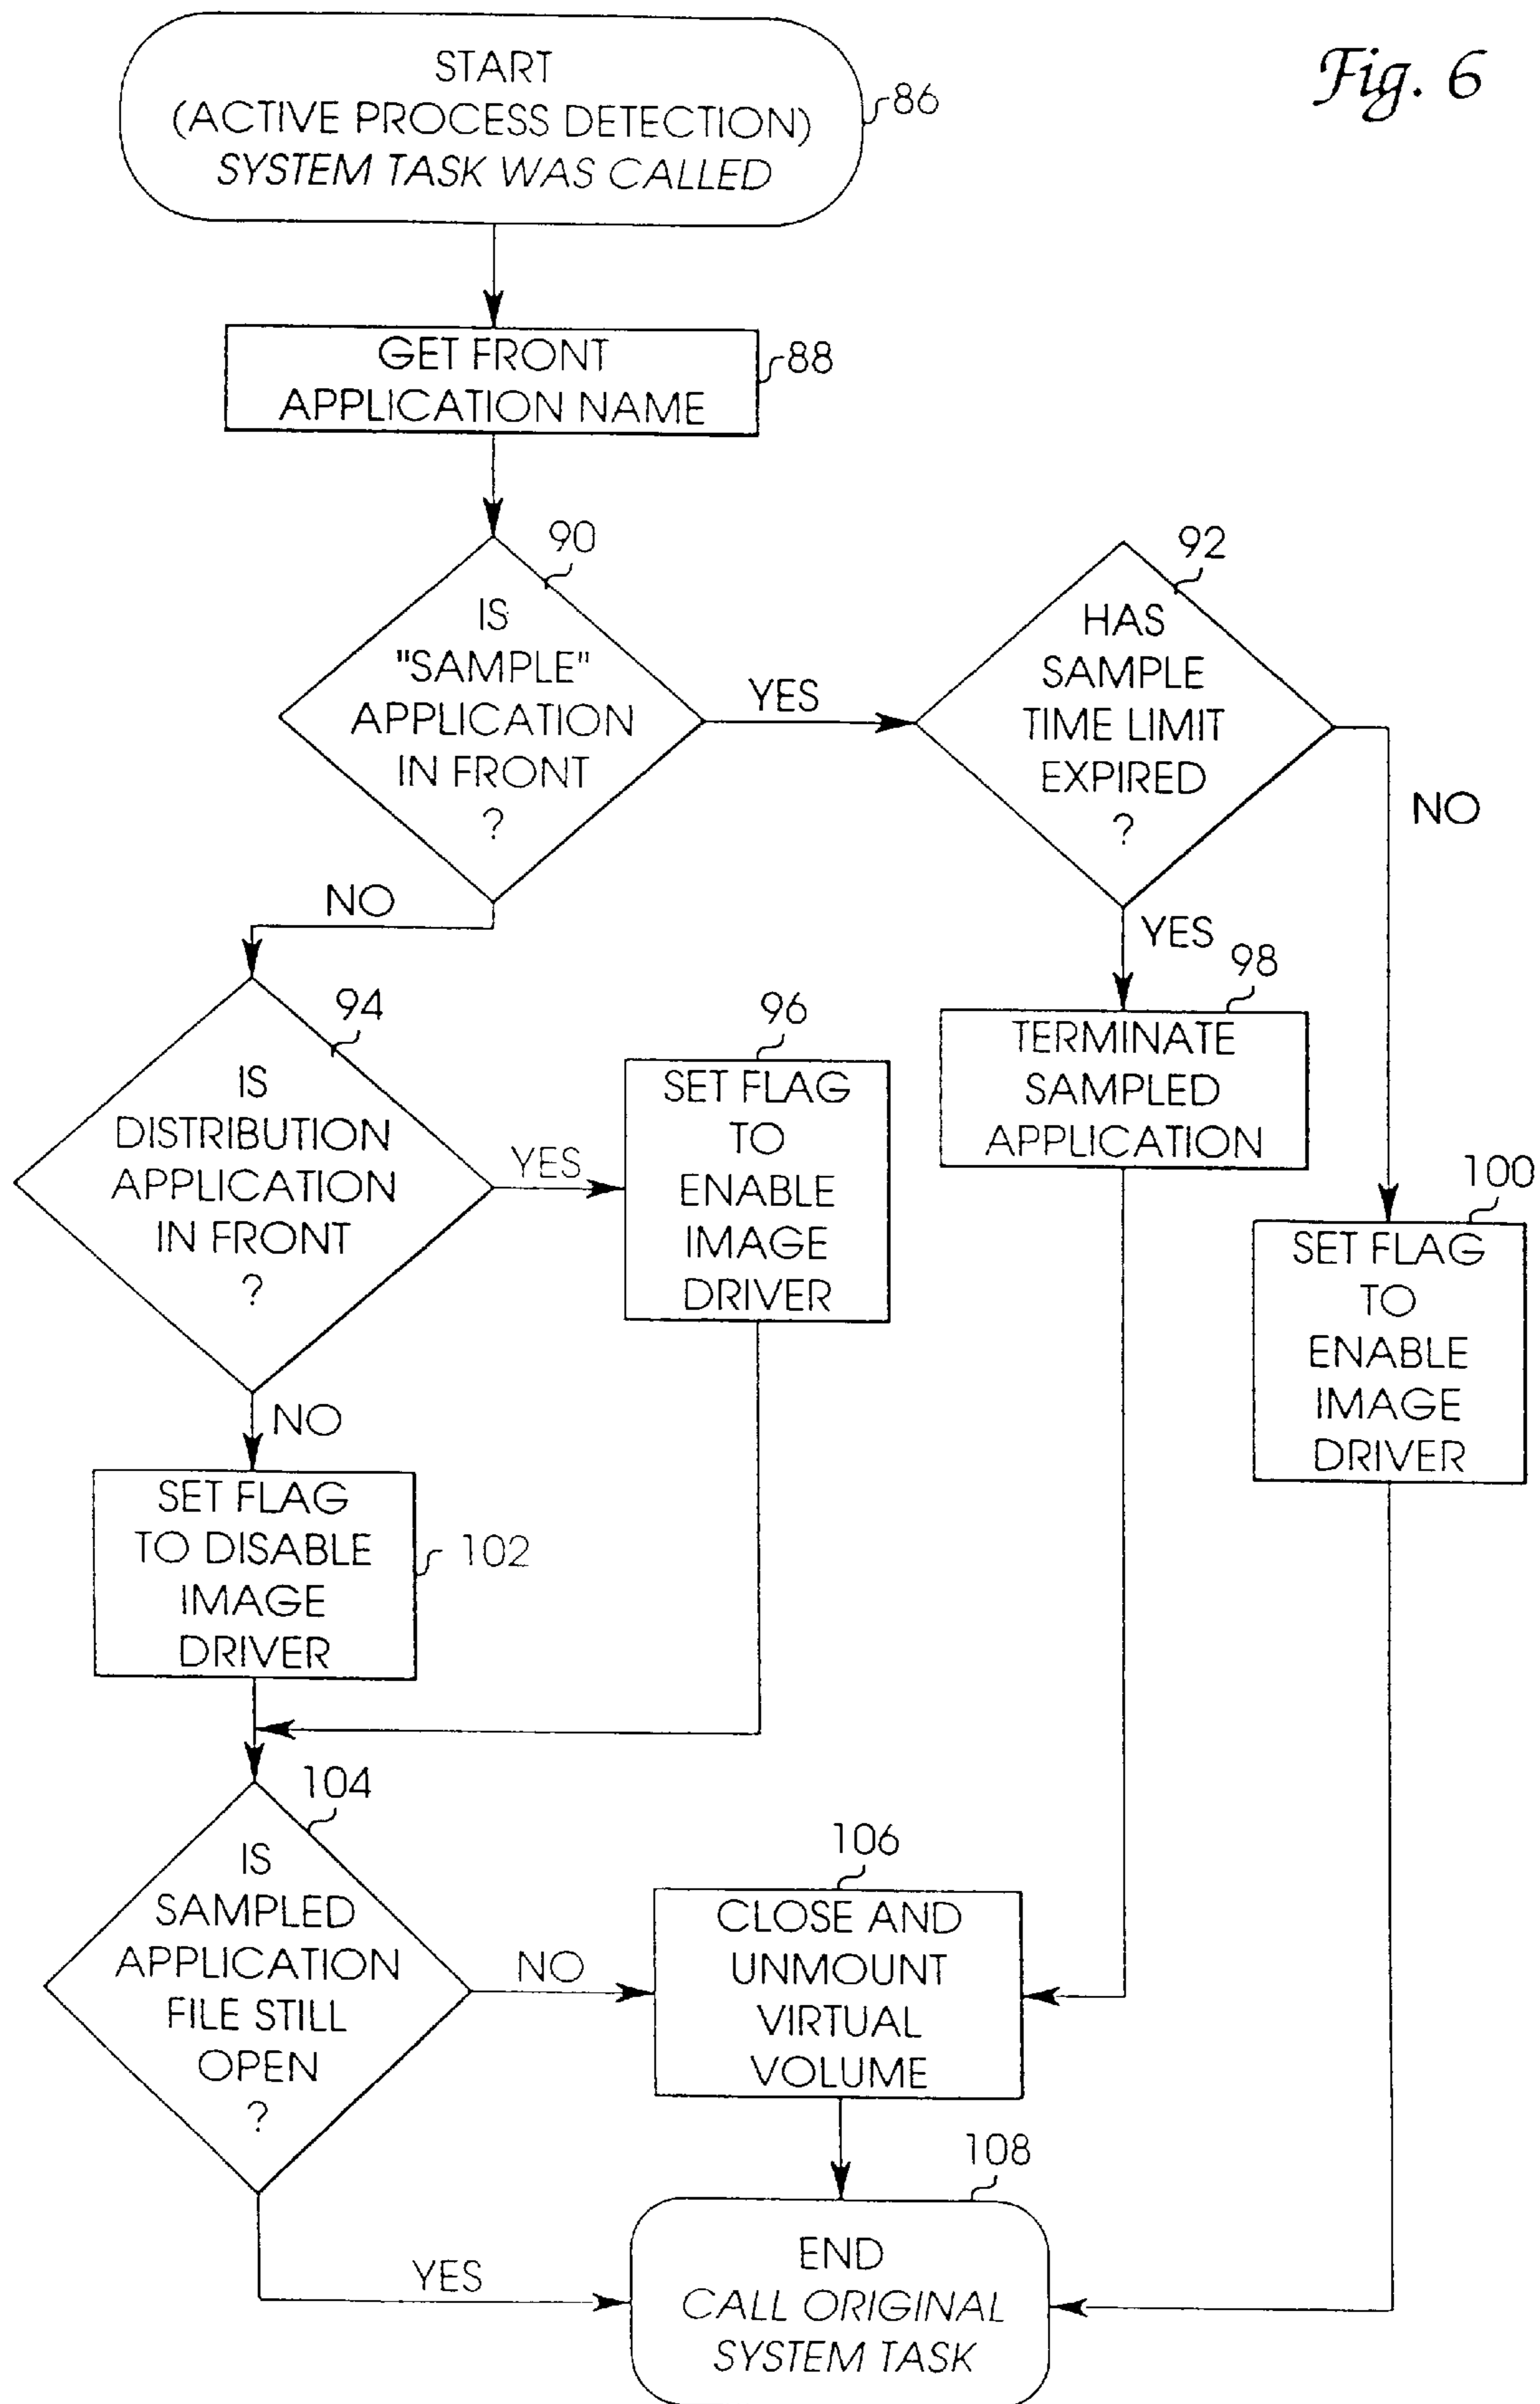 Fig. 6
START
(ACTIVE PROCESS DETECTION)
SYSTEM TASK WAS CALLED
86
GET FRONT
APPLICATION NAME
88
90
IS
"SAMPLE"
APPLICATION
IN FRONT
?
YES
NO
92
HAS
SAMPLE
TIME LIMIT
EXPIRED
?
NO
YES
94
IS
DISTRIBUTION
APPLICATION
IN FRONT
?
YES
NO
96
SET FLAG
TO
ENABLE
IMAGE
DRIVER
98
TERMINATE
SAMPLED
APPLICATION
100
SET FLAG
TO
ENABLE
IMAGE
DRIVER
SET FLAG
TO DISABLE
IMAGE
DRIVER
102
104
IS
SAMPLED
APPLICATION
FILE STILL
OPEN
?
NO
YES
106
CLOSE AND
UNMOUNT
VIRTUAL
VOLUME
108
END
CALL ORIGINAL
SYSTEM TASK